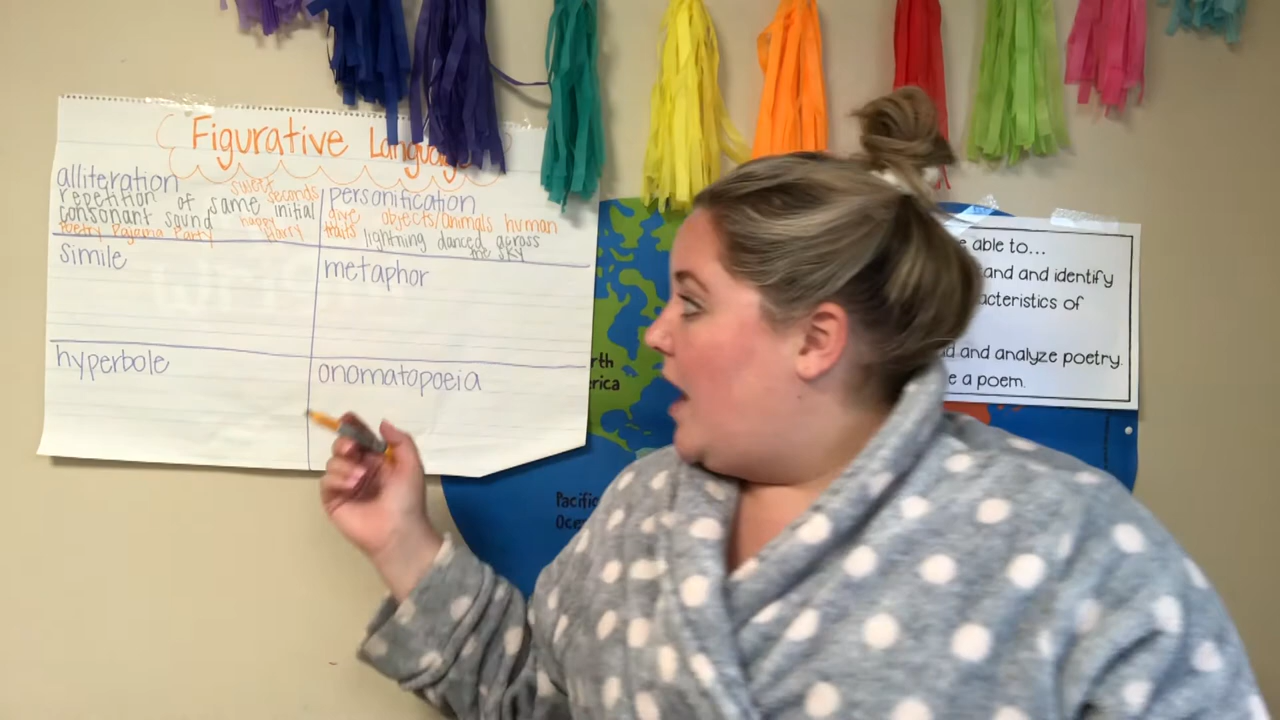 Figurative Language
alliteration
repetition of same initial
consonant sound
Poetry Pajama Party
super
seconds
happy
Harry
personification
give objects/animals human
traits lightning danced across
the sky
simile
metaphor
hyperbole
onomatopoeia
able to...
and and identify
acteristics of
and analyze poetry.
e a poem.
rth
erica
Pacific
Ocea